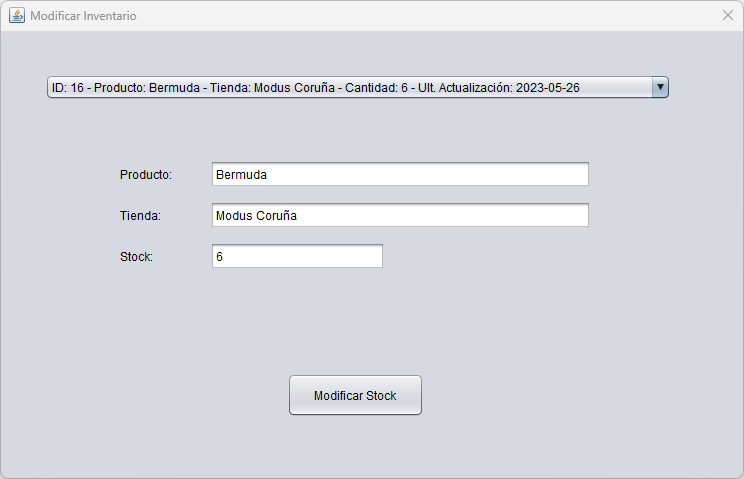 Modificar Inventario
ID: 16 - Producto: Bermuda - Tienda: Modus Coruña - Cantidad: 6 - Ult. Actualización: 2023-05-26
Producto: Bermuda
Tienda: Modus Coruña
Stock: 6
Modificar Stock